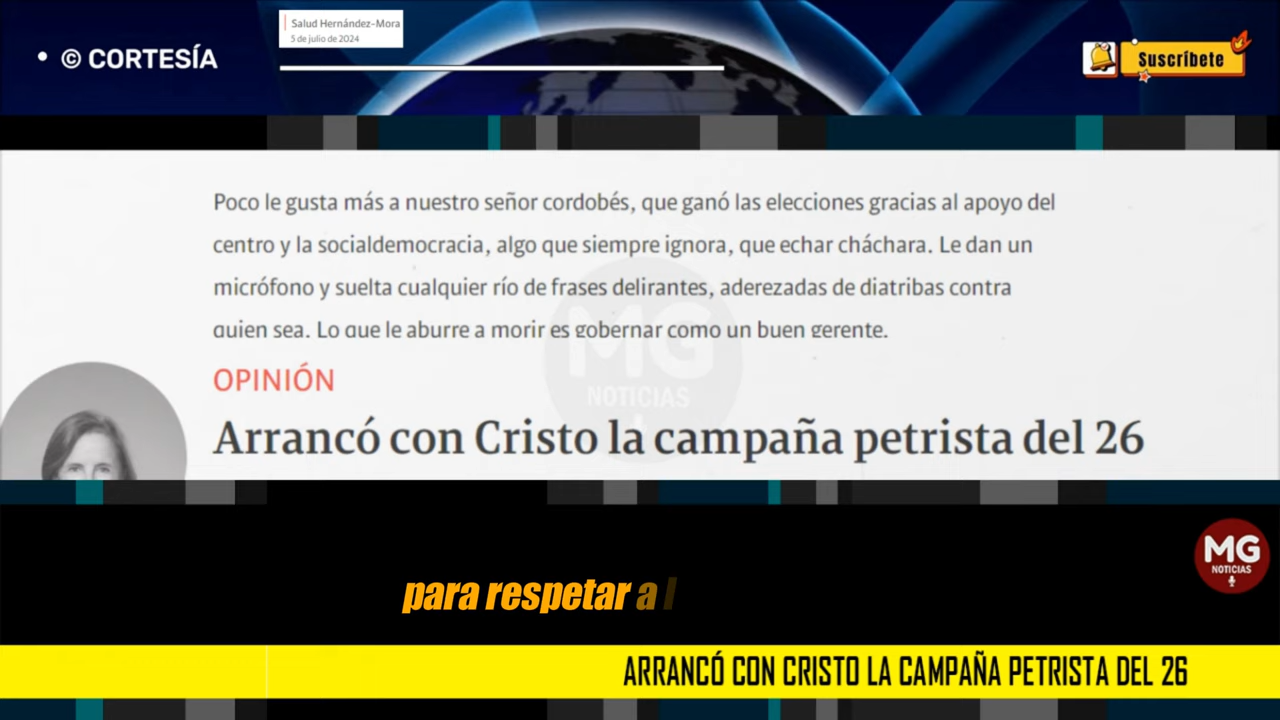 • © CORTESÍA
Salud Hernández-Mora
5 de julio de 2024
Suscríbete
Poco le gusta más a nuestro señor cordobés, que ganó las elecciones gracias al apoyo del
centro y la socialdemocracia, algo que siempre ignora, que echar cháchara. Le dan un
micrófono y suelta cualquier río de frases delirantes, aderezadas de diatribas contra
quien sea. Lo que le aburre a morir es gobernar como un buen gerente.
MG
NOTICIAS
OPINIÓN
Arrancó con Cristo la campaña petrista del 26
MG
NOTICIAS
para respetar a l
ARRANCÓ CON CRISTO LA CAMPAÑA PETRISTA DEL 26